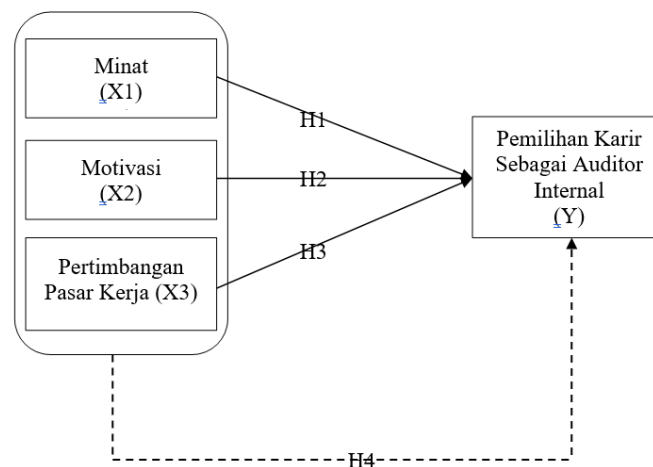 Minat
(X1)
H1
Motivasi
(X2)
H2
Pertimbangan
Pasar Kerja (X3)
H3
Pemilihan Karir
Sebagai Auditor
Internal
(Y)
H4